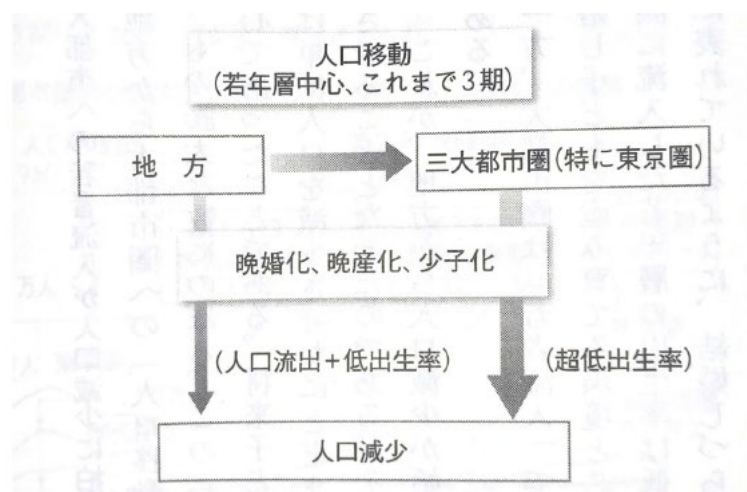 人口移動
(若年層中心、これまで3期)
地 方
三大都市圏(特に東京圏)
晩婚化、晩産化、少子化
(人口流出+低出生率)
(超低出生率)
人口減少